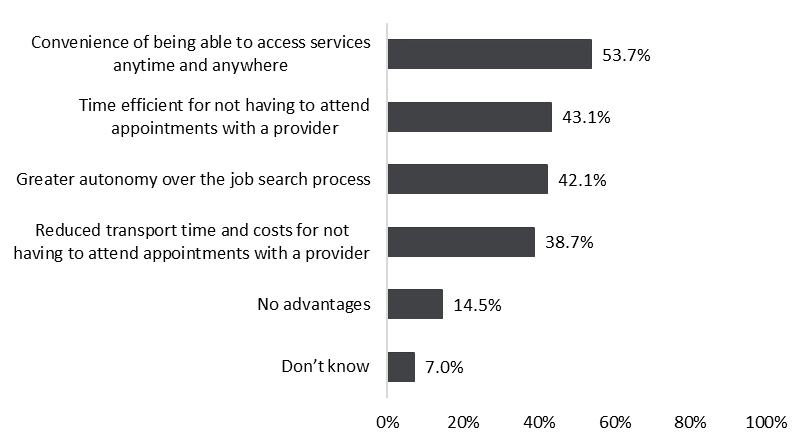 Convenience of being able to access services
anytime and anywhere
53.7%
Time efficient for not having to attend
appointments with a provider
43.1%
Greater autonomy over the job search process
42.1%
Reduced transport time and costs for not
having to attend appointments with a provider
38.7%
No advantages
14.5%
Don’t know
7.0%
0% 20% 40% 60% 80% 100%